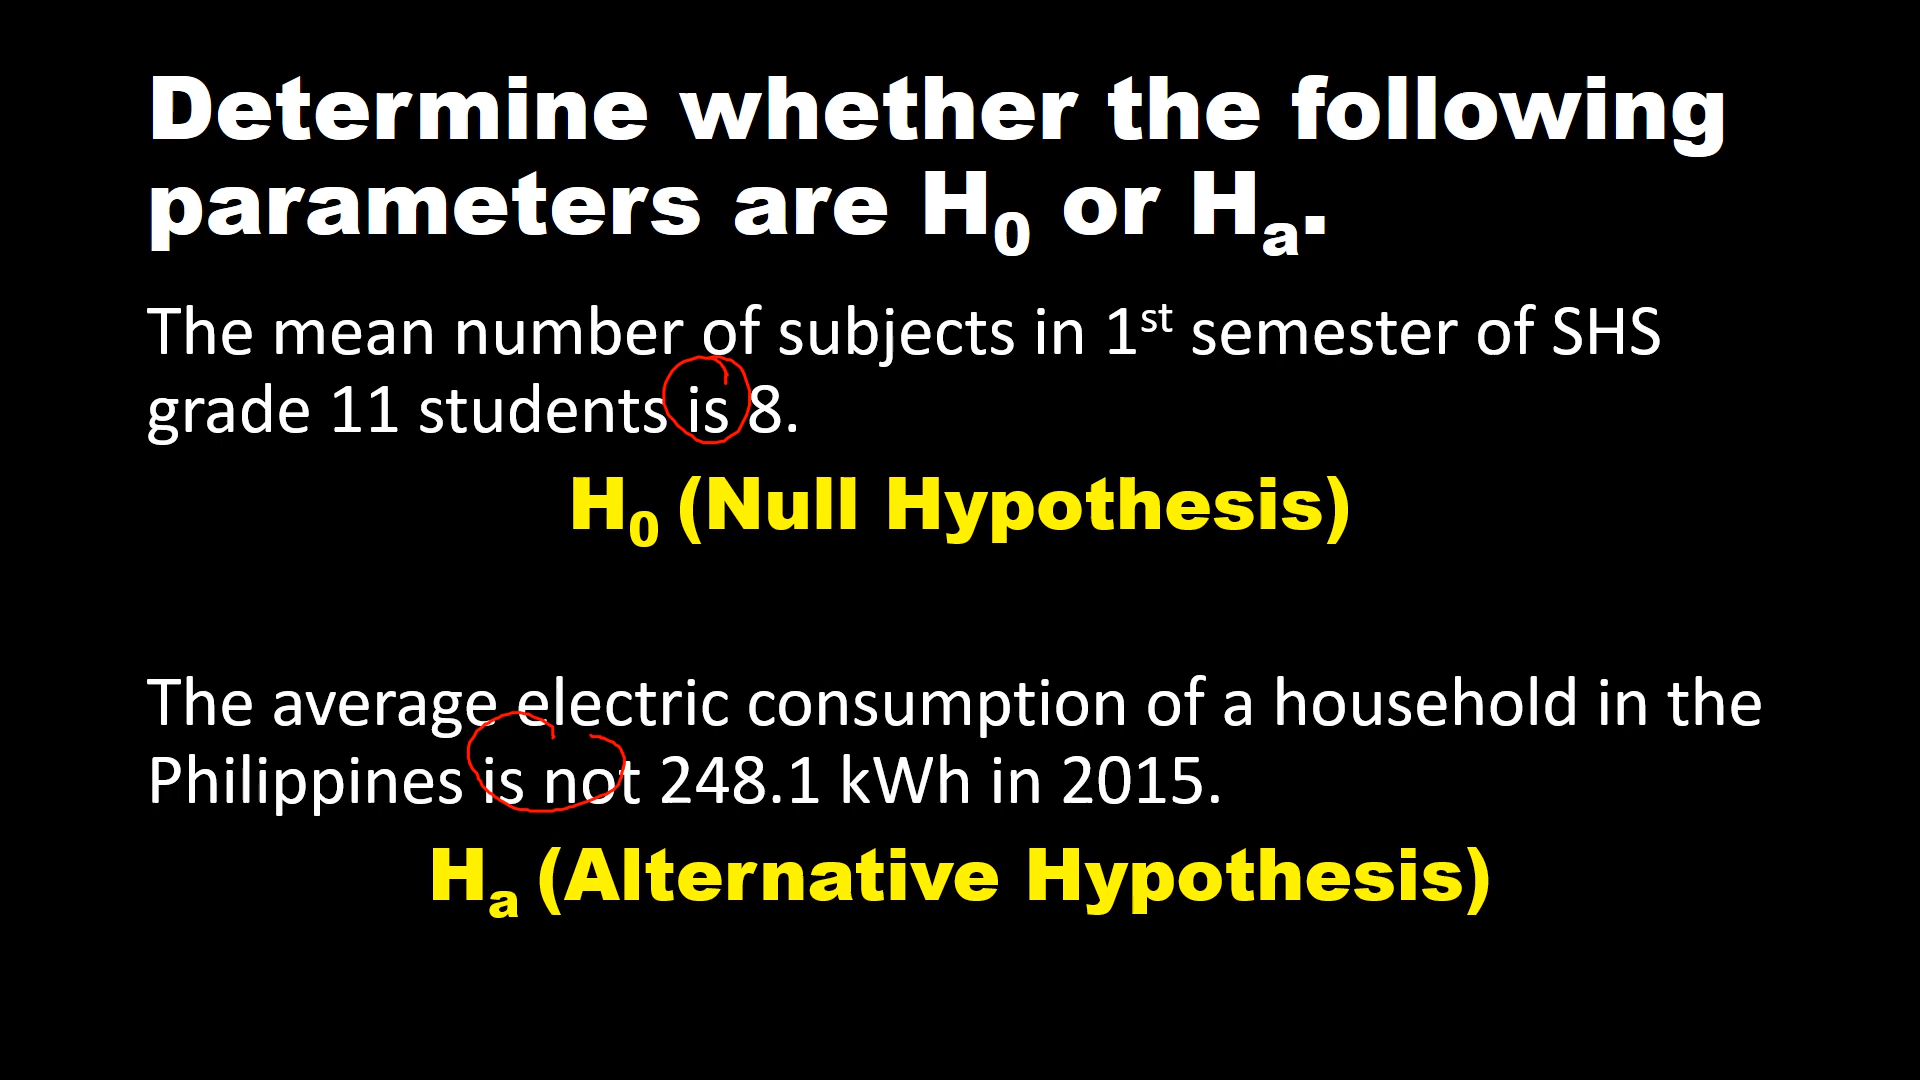 Determine whether the following
parameters are H₀ or Hₐ.
The mean number of subjects in 1ˢᵗ semester of SHS
grade 11 students is 8.
H₀ (Null Hypothesis)
The average electric consumption of a household in the
Philippines is not 248.1 kWh in 2015.
Hₐ (Alternative Hypothesis)